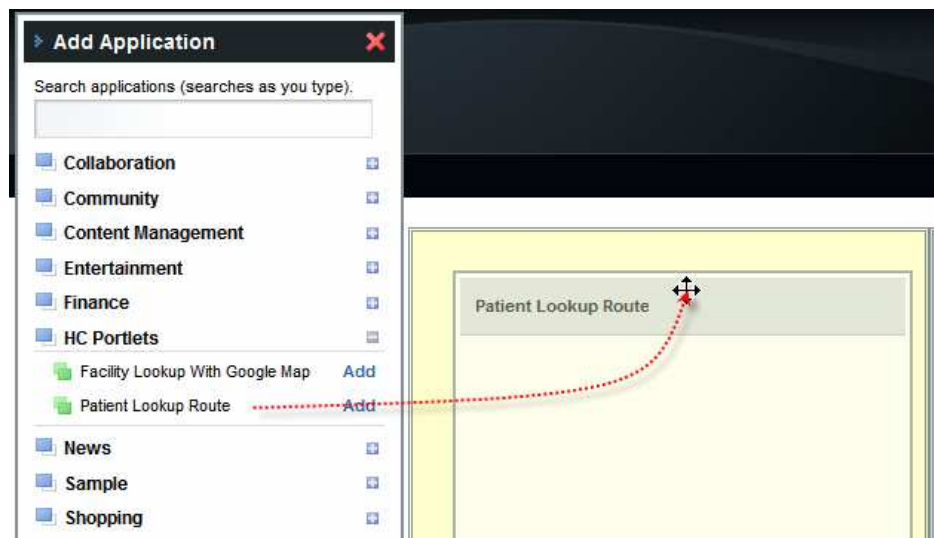 Add Application
Search applications (searches as you type).
Collaboration
Community
Content Management
Entertainment
Finance
HC Portlets
Facility Lookup With Google Map Add
Patient Lookup Route Add
News
Sample
Shopping
Patient Lookup Route